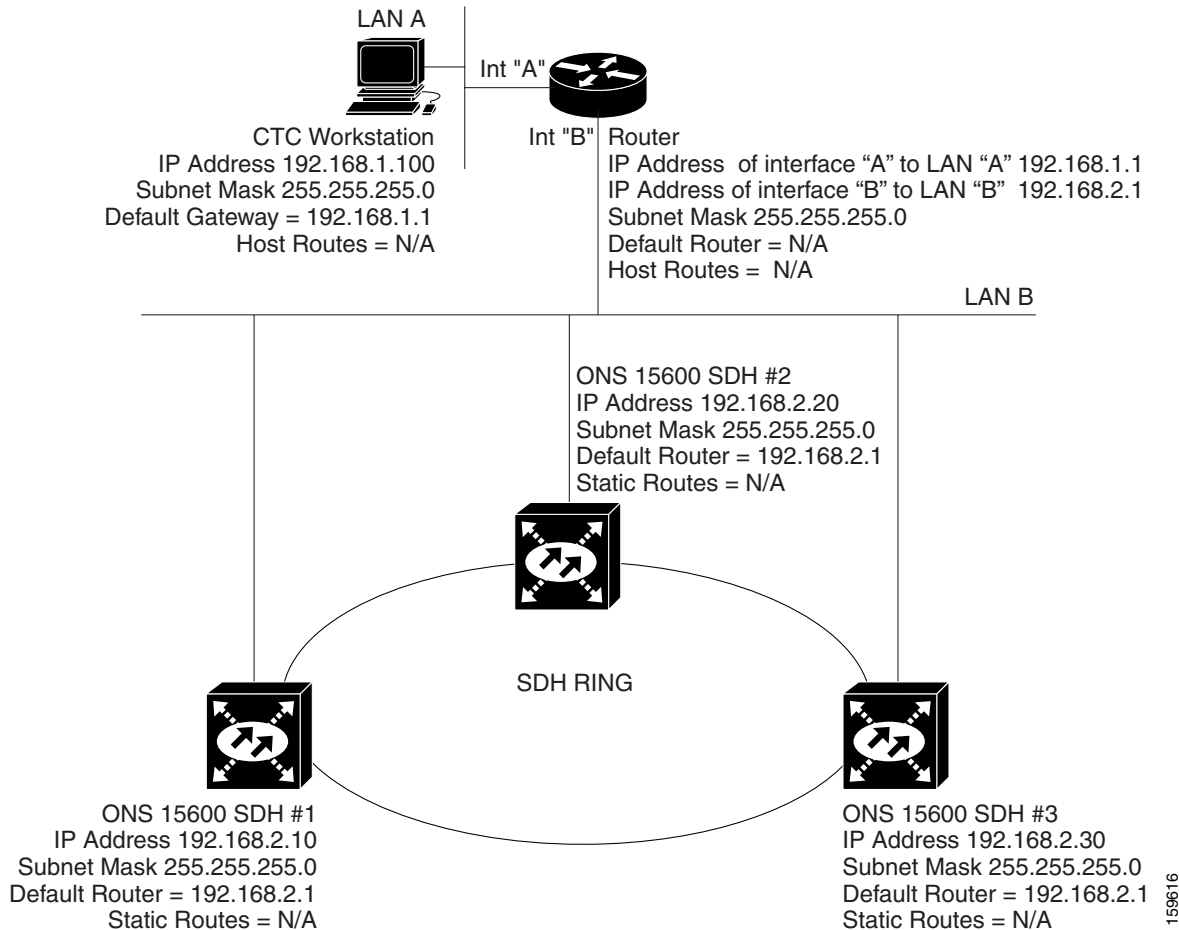 LAN A
Int "A"
CTC Workstation
IP Address 192.168.1.100
Subnet Mask 255.255.255.0
Default Gateway = 192.168.1.1
Host Routes = N/A
Int "B"
Router
IP Address of interface “A” to LAN “A” 192.168.1.1
IP Address of interface “B” to LAN “B” 192.168.2.1
Subnet Mask 255.255.255.0
Default Router = N/A
Host Routes = N/A
LAN B
ONS 15600 SDH #2
IP Address 192.168.2.20
Subnet Mask 255.255.255.0
Default Router = 192.168.2.1
Static Routes = N/A
SDH RING
ONS 15600 SDH #1
IP Address 192.168.2.10
Subnet Mask 255.255.255.0
Default Router = 192.168.2.1
Static Routes = N/A
ONS 15600 SDH #3
IP Address 192.168.2.30
Subnet Mask 255.255.255.0
Default Router = 192.168.2.1
Static Routes = N/A
159616